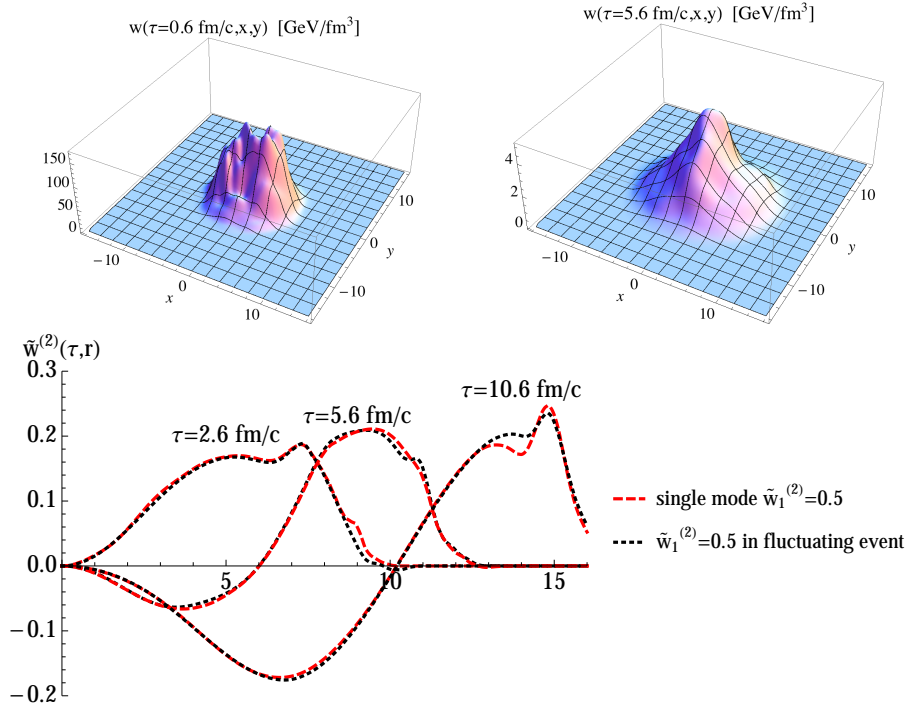 w(τ=0.6 fm/c,x,y) [GeV/fm³]
150
100
50
0
−10
0
x
10
10
0
y
−10
w(τ=5.6 fm/c,x,y) [GeV/fm³]
4
2
0
−10
0
x
10
10
0
y
−10
w̃⁽²⁾(τ,r)
0.3
0.2
0.1
0.0
−0.1
−0.2
5
10
15
τ=2.6 fm/c
τ=5.6 fm/c
τ=10.6 fm/c
single mode w̃₁⁽²⁾=0.5
w̃₁⁽²⁾=0.5 in fluctuating event